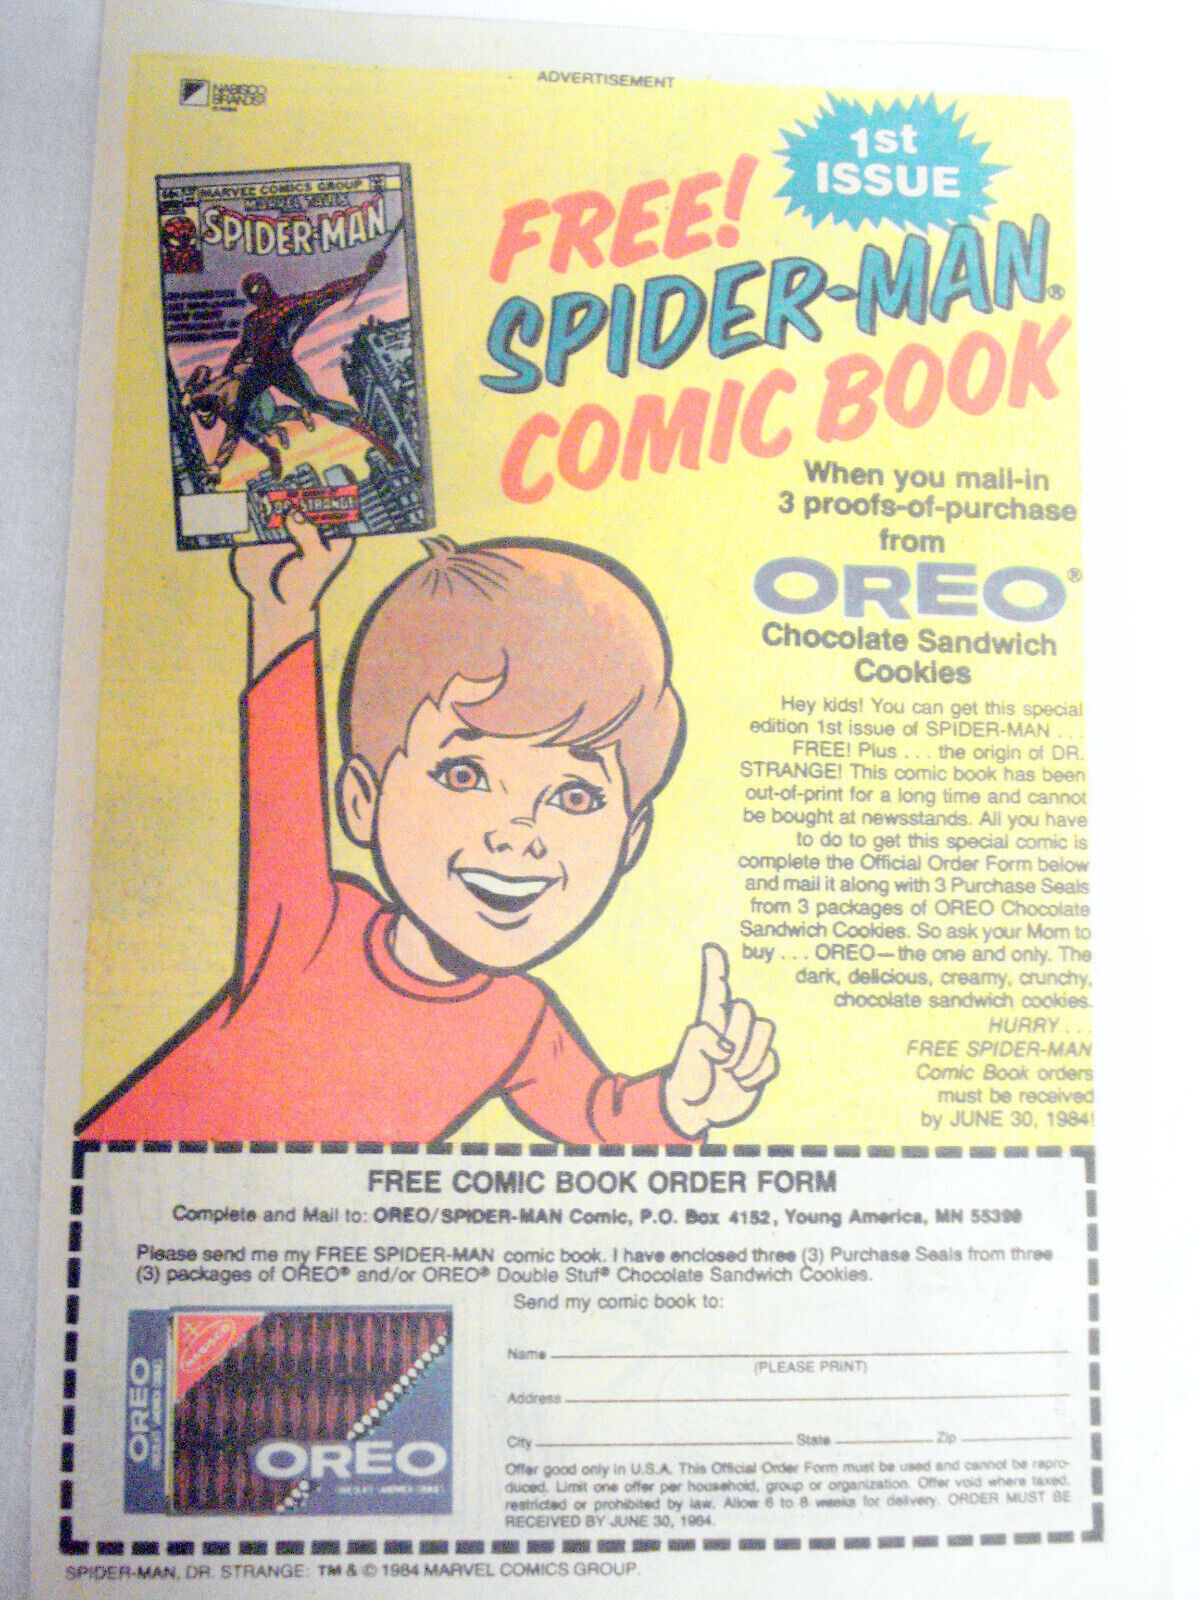 ADVERTISEMENT
NABISCO
BRANDS
1st
ISSUE
FREE!
SPIDER-MAN®
COMIC BOOK
MARVEL COMICS GROUP
MARVEL TALES
SPIDER-MAN
DR. STRANGE
When you mail-in
3 proofs-of-purchase
from
OREO®
Chocolate Sandwich
Cookies
Hey kids! You can get this special
edition 1st issue of SPIDER-MAN . . .
FREE! Plus . . . the origin of DR.
STRANGE! This comic book has been
out-of-print for a long time and cannot
be bought at newsstands. All you have
to do to get this special comic is
complete the Official Order Form below
and mail it along with 3 Purchase Seals
from 3 packages of OREO Chocolate
Sandwich Cookies. So ask your Mom to
buy . . . OREO—the one and only. The
dark, delicious, creamy, crunchy,
chocolate sandwich cookies.
HURRY . . .
FREE SPIDER-MAN
Comic Book orders
must be received
by JUNE 30, 1984!
FREE COMIC BOOK ORDER FORM
Complete and Mail to: OREO/SPIDER-MAN Comic, P.O. Box 4152, Young America, MN 55399
Please send me my FREE SPIDER-MAN comic book. I have enclosed three (3) Purchase Seals from three
(3) packages of OREO® and/or OREO® Double Stuf® Chocolate Sandwich Cookies.
Send my comic book to:
NABISCO
OREO
OREO
Name
(PLEASE PRINT)
Address
City State Zip
Offer good only in U.S.A. This Official Order Form must be used and cannot be repro-
duced. Limit one offer per household, group or organization. Offer void where taxed,
restricted or prohibited by law. Allow 6 to 8 weeks for delivery. ORDER MUST BE
RECEIVED BY JUNE 30, 1984.
SPIDER-MAN, DR. STRANGE: TM & © 1984 MARVEL COMICS GROUP.